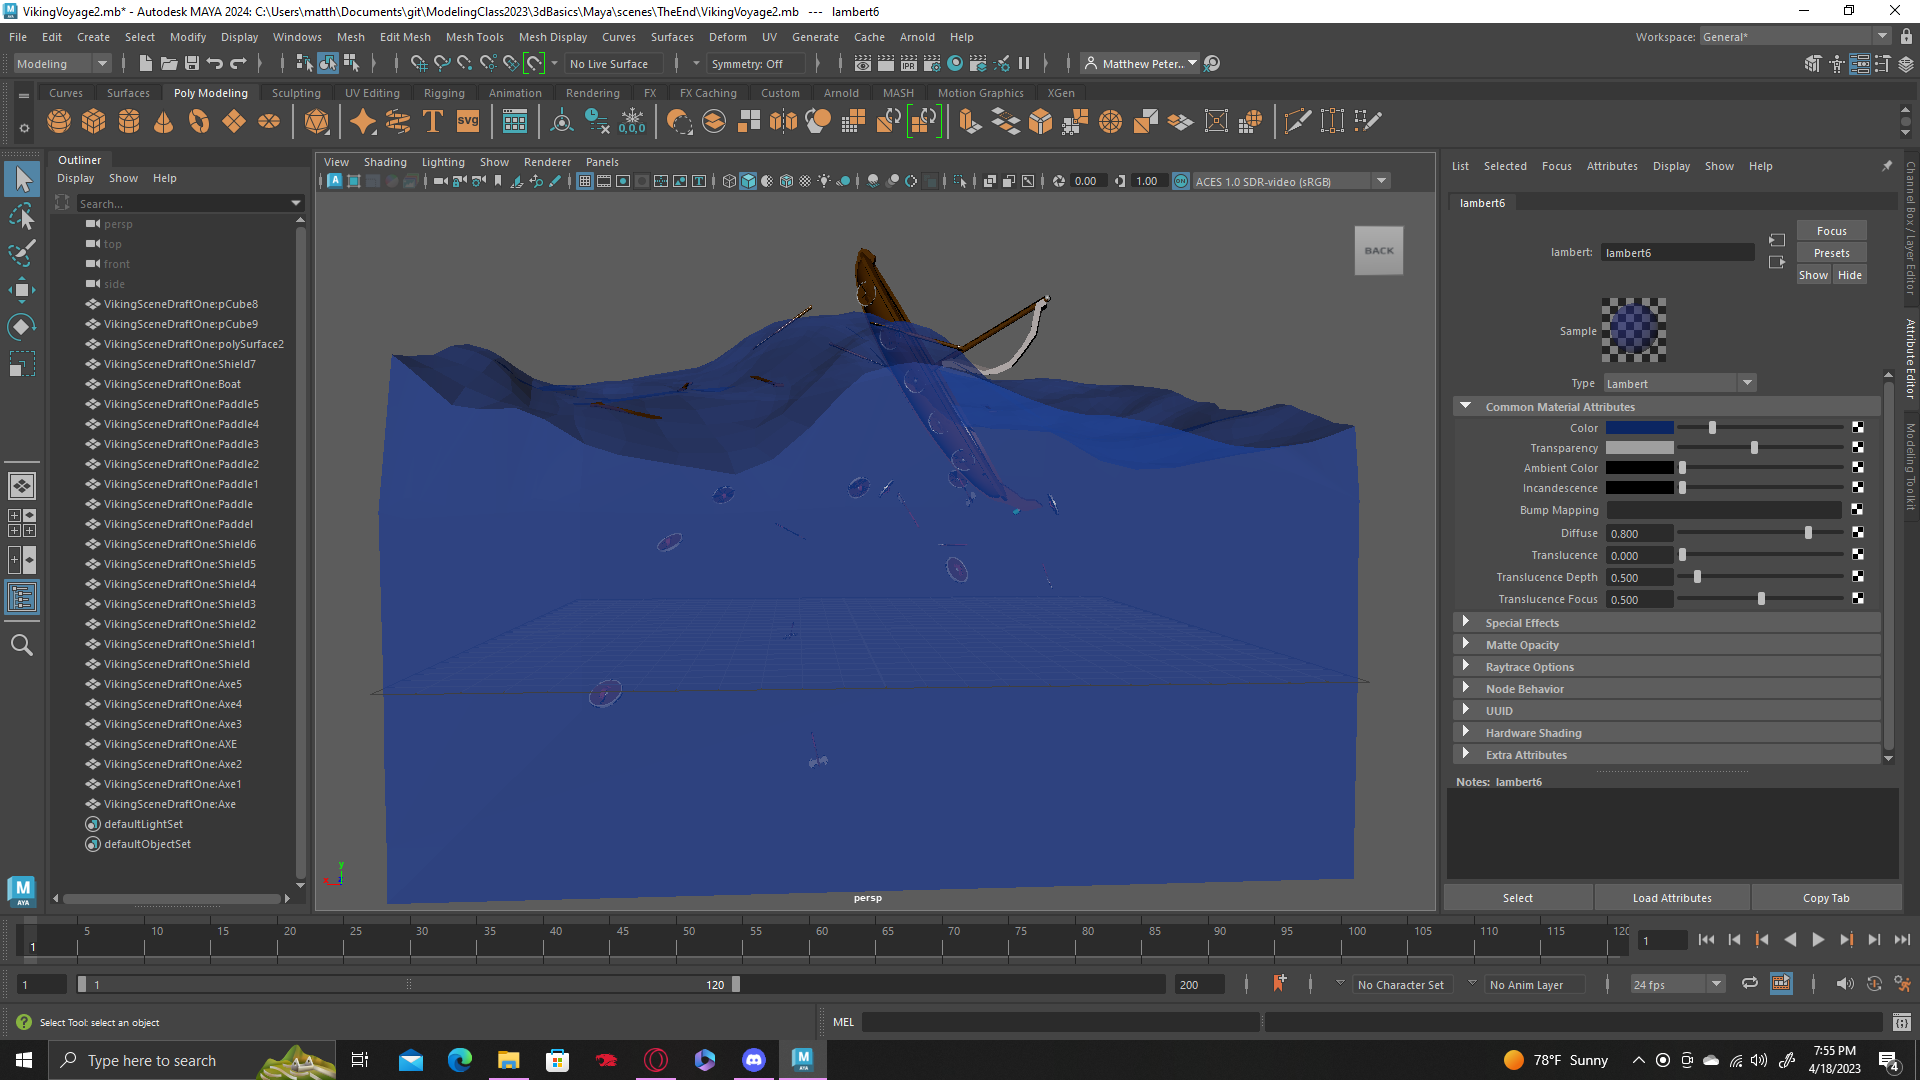 VikingVoyage2.mb* - Autodesk MAYA 2024: C:\Users\matth\Documents\git\ModelingClass2023\3dBasics\Maya\scenes\TheEnd\VikingVoyage2.mb --- lambert6
File Edit Create Select Modify Display Windows Mesh Edit Mesh Mesh Tools Mesh Display Curves Surfaces Deform UV Generate Cache Arnold Help
Workspace: General*
Modeling
No Live Surface
Symmetry: Off
IPR
Matthew Peter..
Curves Surfaces Poly Modeling Sculpting UV Editing Rigging Animation Rendering FX FX Caching Custom Arnold MASH Motion Graphics XGen
T
svg
0,0,0
Outliner
Display Show Help
Search...
persp
top
front
side
VikingSceneDraftOne:pCube8
VikingSceneDraftOne:pCube9
VikingSceneDraftOne:polySurface2
VikingSceneDraftOne:Shield7
VikingSceneDraftOne:Boat
VikingSceneDraftOne:Paddle5
VikingSceneDraftOne:Paddle4
VikingSceneDraftOne:Paddle3
VikingSceneDraftOne:Paddle2
VikingSceneDraftOne:Paddle1
VikingSceneDraftOne:Paddle
VikingSceneDraftOne:Paddel
VikingSceneDraftOne:Shield6
VikingSceneDraftOne:Shield5
VikingSceneDraftOne:Shield4
VikingSceneDraftOne:Shield3
VikingSceneDraftOne:Shield2
VikingSceneDraftOne:Shield1
VikingSceneDraftOne:Shield
VikingSceneDraftOne:Axe5
VikingSceneDraftOne:Axe4
VikingSceneDraftOne:Axe3
VikingSceneDraftOne:AXE
VikingSceneDraftOne:Axe2
VikingSceneDraftOne:Axe1
VikingSceneDraftOne:Axe
defaultLightSet
defaultObjectSet
View Shading Lighting Show Renderer Panels
0.00
1.00
ON
ACES 1.0 SDR-video (sRGB)
BACK
y
x
z
persp
List Selected Focus Attributes Display Show Help
lambert6
lambert: lambert6
Focus
Presets
Show Hide
Sample
Type Lambert
Common Material Attributes
Color
Transparency
Ambient Color
Incandescence
Bump Mapping
Diffuse 0.800
Translucence 0.000
Translucence Depth 0.500
Translucence Focus 0.500
Special Effects
Matte Opacity
Raytrace Options
Node Behavior
UUID
Hardware Shading
Extra Attributes
Notes: lambert6
Select
Load Attributes
Copy Tab
Channel Box / Layer Editor
Attribute Editor
Modeling Toolkit
M
AYA
1
5 10 15 20 25 30 35 40 45 50 55 60 65 70 75 80 85 90 95 100 105 110 115 120
1
1
1
120
200
No Character Set
No Anim Layer
24 fps
Select Tool: select an object
MEL
Type here to search
78°F Sunny
7:55 PM
4/18/2023
4